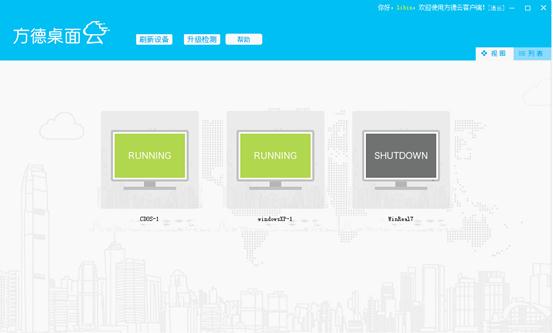 你好，libin，欢迎使用方德云客户端！[退出]
方德桌面云
刷新设备 升级检测 帮助
视图 列表
RUNNING RUNNING SHUTDOWN
CDOS-1 windowsXP-1 WinReal7